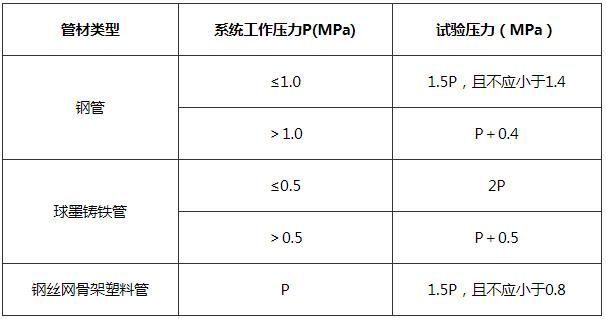 管材类型 系统工作压力P(MPa) 试验压力（MPa）
钢管 ≤1.0 1.5P，且不应小于1.4
＞1.0 P＋0.4
球墨铸铁管 ≤0.5 2P
＞0.5 P＋0.5
钢丝网骨架塑料管 P 1.5P，且不应小于0.8